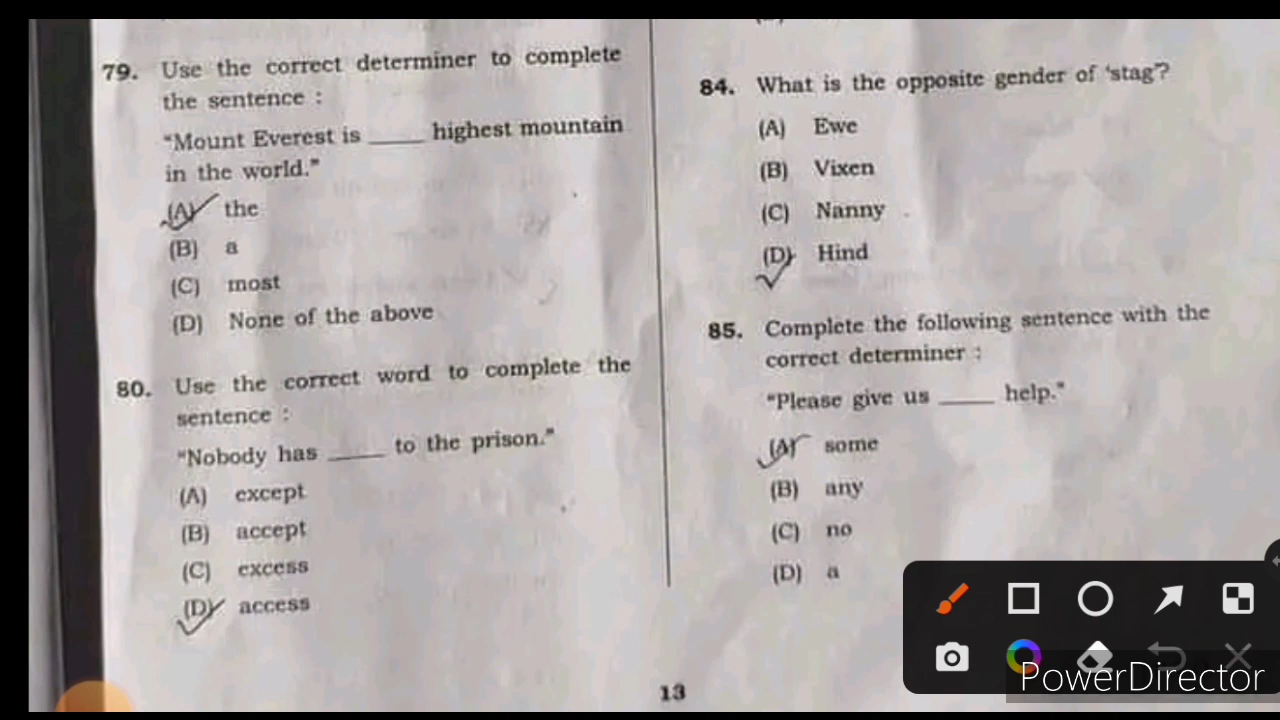 79. Use the correct determiner to complete
the sentence :
"Mount Everest is ____ highest mountain
in the world."
(A) the
(B) a
(C) most
(D) None of the above
80. Use the correct word to complete the
sentence :
"Nobody has ____ to the prison."
(A) except
(B) accept
(C) excess
(D) access
84. What is the opposite gender of 'stag'?
(A) Ewe
(B) Vixen
(C) Nanny
(D) Hind
85. Complete the following sentence with the
correct determiner :
"Please give us ____ help."
(A) some
(B) any
(C) no
(D) a
13
PowerDirector